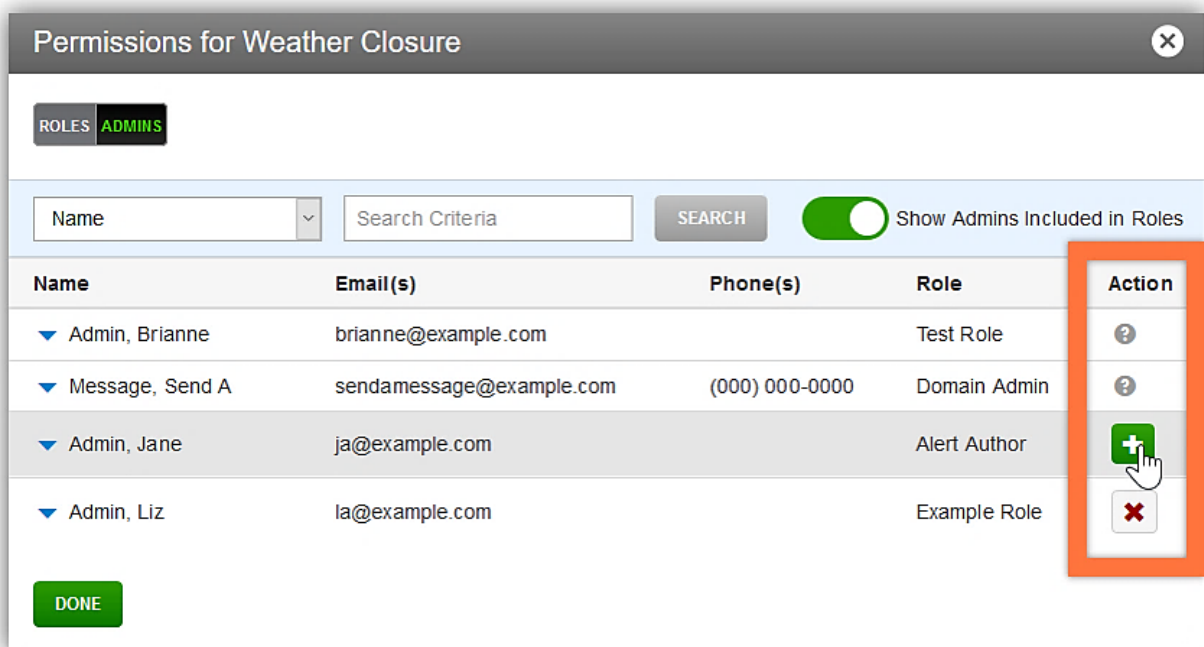 Permissions for Weather Closure
ROLES ADMINS
Name Search Criteria SEARCH Show Admins Included in Roles
Name Email(s) Phone(s) Role Action
Admin, Brianne brianne@example.com Test Role ?
Message, Send A sendamessage@example.com (000) 000-0000 Domain Admin ?
Admin, Jane ja@example.com Alert Author
Admin, Liz la@example.com Example Role
DONE